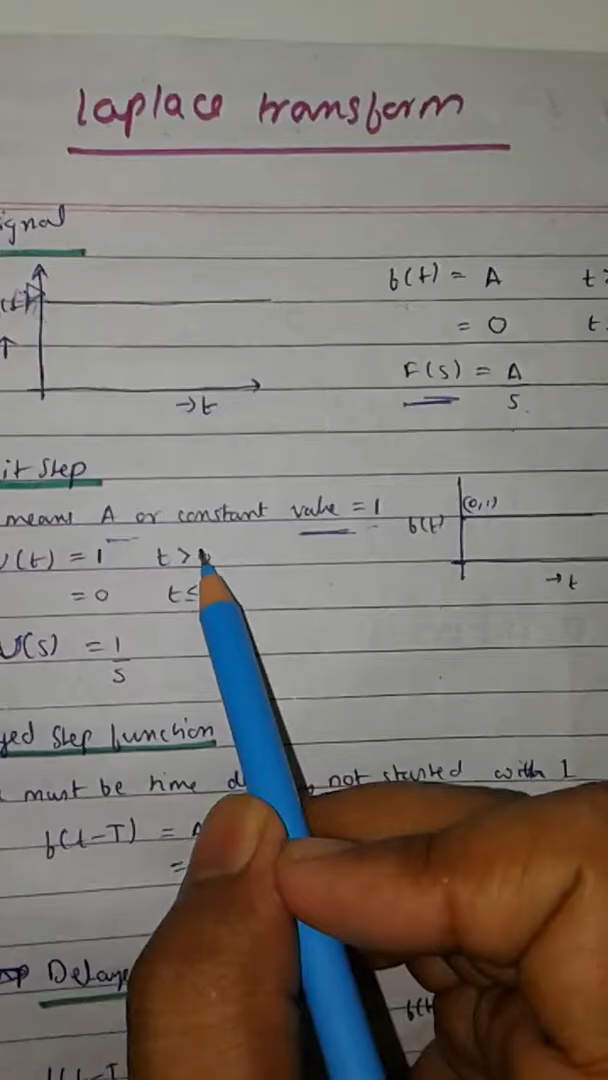 laplace transform
ignal
f(t) = A t >
= 0 t
F(s) = A
s
→t
it step
means A or constant value = 1
(0,1)
f(t)
U(t) = 1 t >
→t
= 0 t ≤
U(s) = 1
s
yed step function
must be time d , not started with 1
f(t-T) =
=
Delaye
f(t